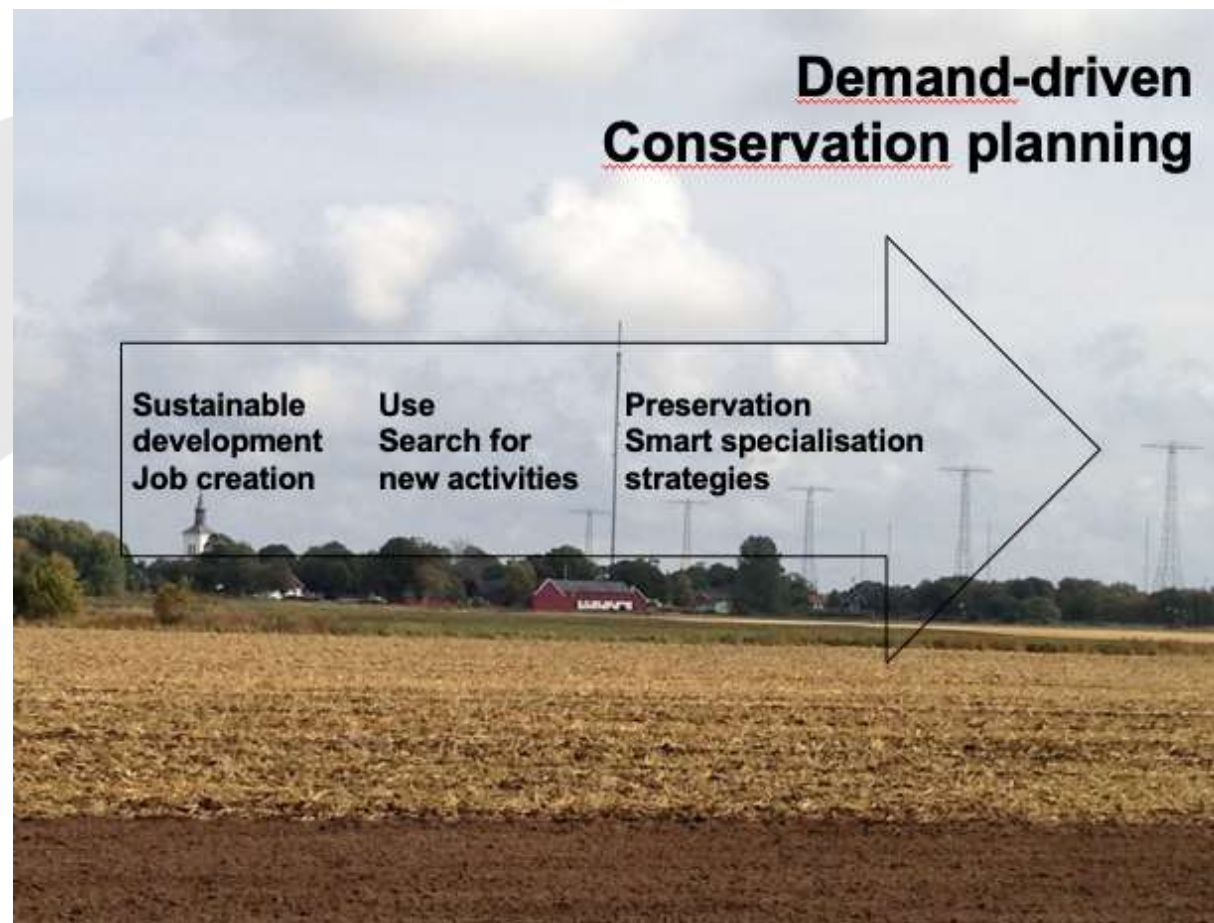 Demand-driven
Conservation planning
Sustainable
development
Job creation
Use
Search for
new activities
Preservation
Smart specialisation
strategies